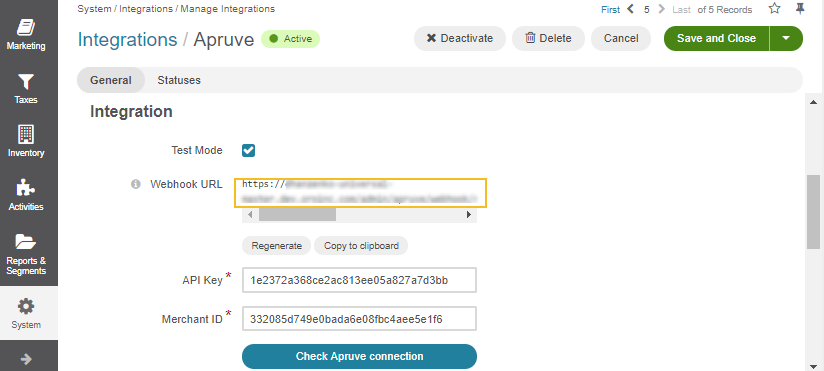 System / Integrations / Manage Integrations
First 5 Last of 5 Records
Integrations / Apruve Active
Deactivate Delete Cancel Save and Close
General Statuses
Marketing
Taxes
Inventory
Activities
Reports &
Segments
System
Integration
Test Mode
Webhook URL https://
Regenerate Copy to clipboard
API Key * 1e2372a368ce2ac813ee05a827a7d3bb
Merchant ID * 332085d749e0bada6e08fbc4aee5e1f6
Check Apruve connection